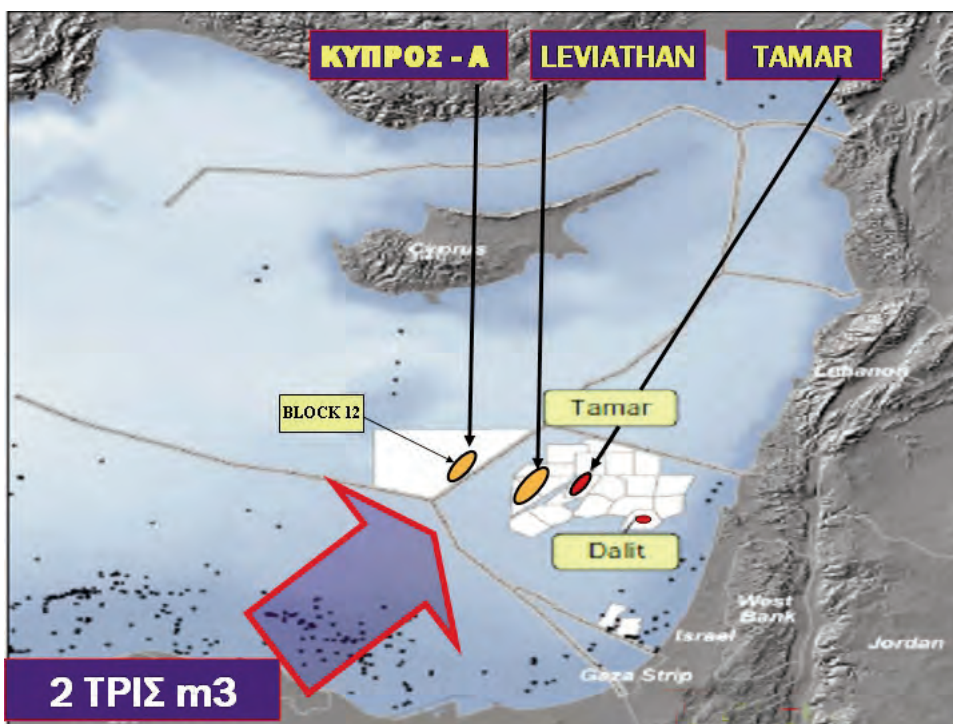 ΚΥΠΡΟΣ - Α
LEVIATHAN
TAMAR
Cyprus
Lebanon
BLOCK 12
Tamar
Dalit
West
Bank
Israel
Jordan
Gaza Strip
2 ΤΡΙΣ m3